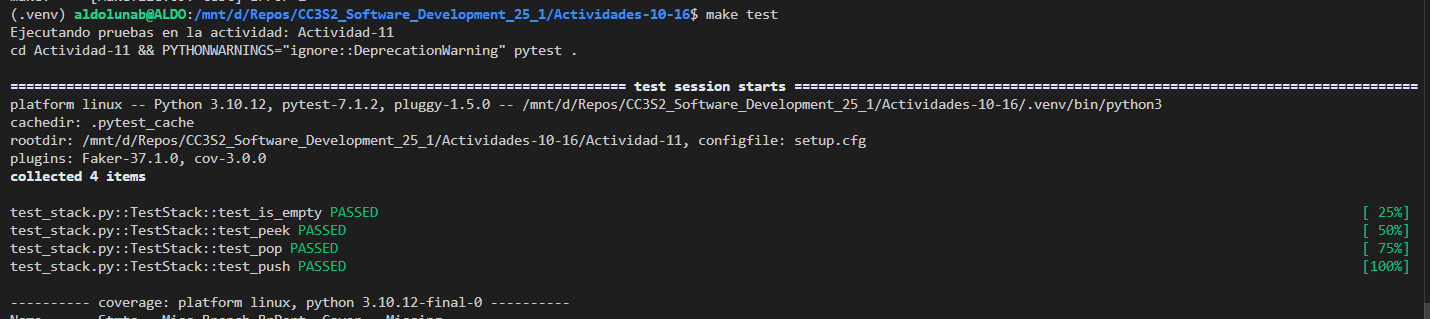 (.venv) aldolunab@ALDO:/mnt/d/Repos/CC3S2_Software_Development_25_1/Actividades-10-16$ make test
Ejecutando pruebas en la actividad: Actividad-11
cd Actividad-11 && PYTHONWARNINGS="ignore::DeprecationWarning" pytest .
============================================================================ test session starts =============================================================================
platform linux -- Python 3.10.12, pytest-7.1.2, pluggy-1.5.0 -- /mnt/d/Repos/CC3S2_Software_Development_25_1/Actividades-10-16/.venv/bin/python3
cachedir: .pytest_cache
rootdir: /mnt/d/Repos/CC3S2_Software_Development_25_1/Actividades-10-16/Actividad-11, configfile: setup.cfg
plugins: Faker-37.1.0, cov-3.0.0
collected 4 items
test_stack.py::TestStack::test_is_empty PASSED [ 25%]
test_stack.py::TestStack::test_peek PASSED [ 50%]
test_stack.py::TestStack::test_pop PASSED [ 75%]
test_stack.py::TestStack::test_push PASSED [100%]
---------- coverage: platform linux, python 3.10.12-final-0 ----------